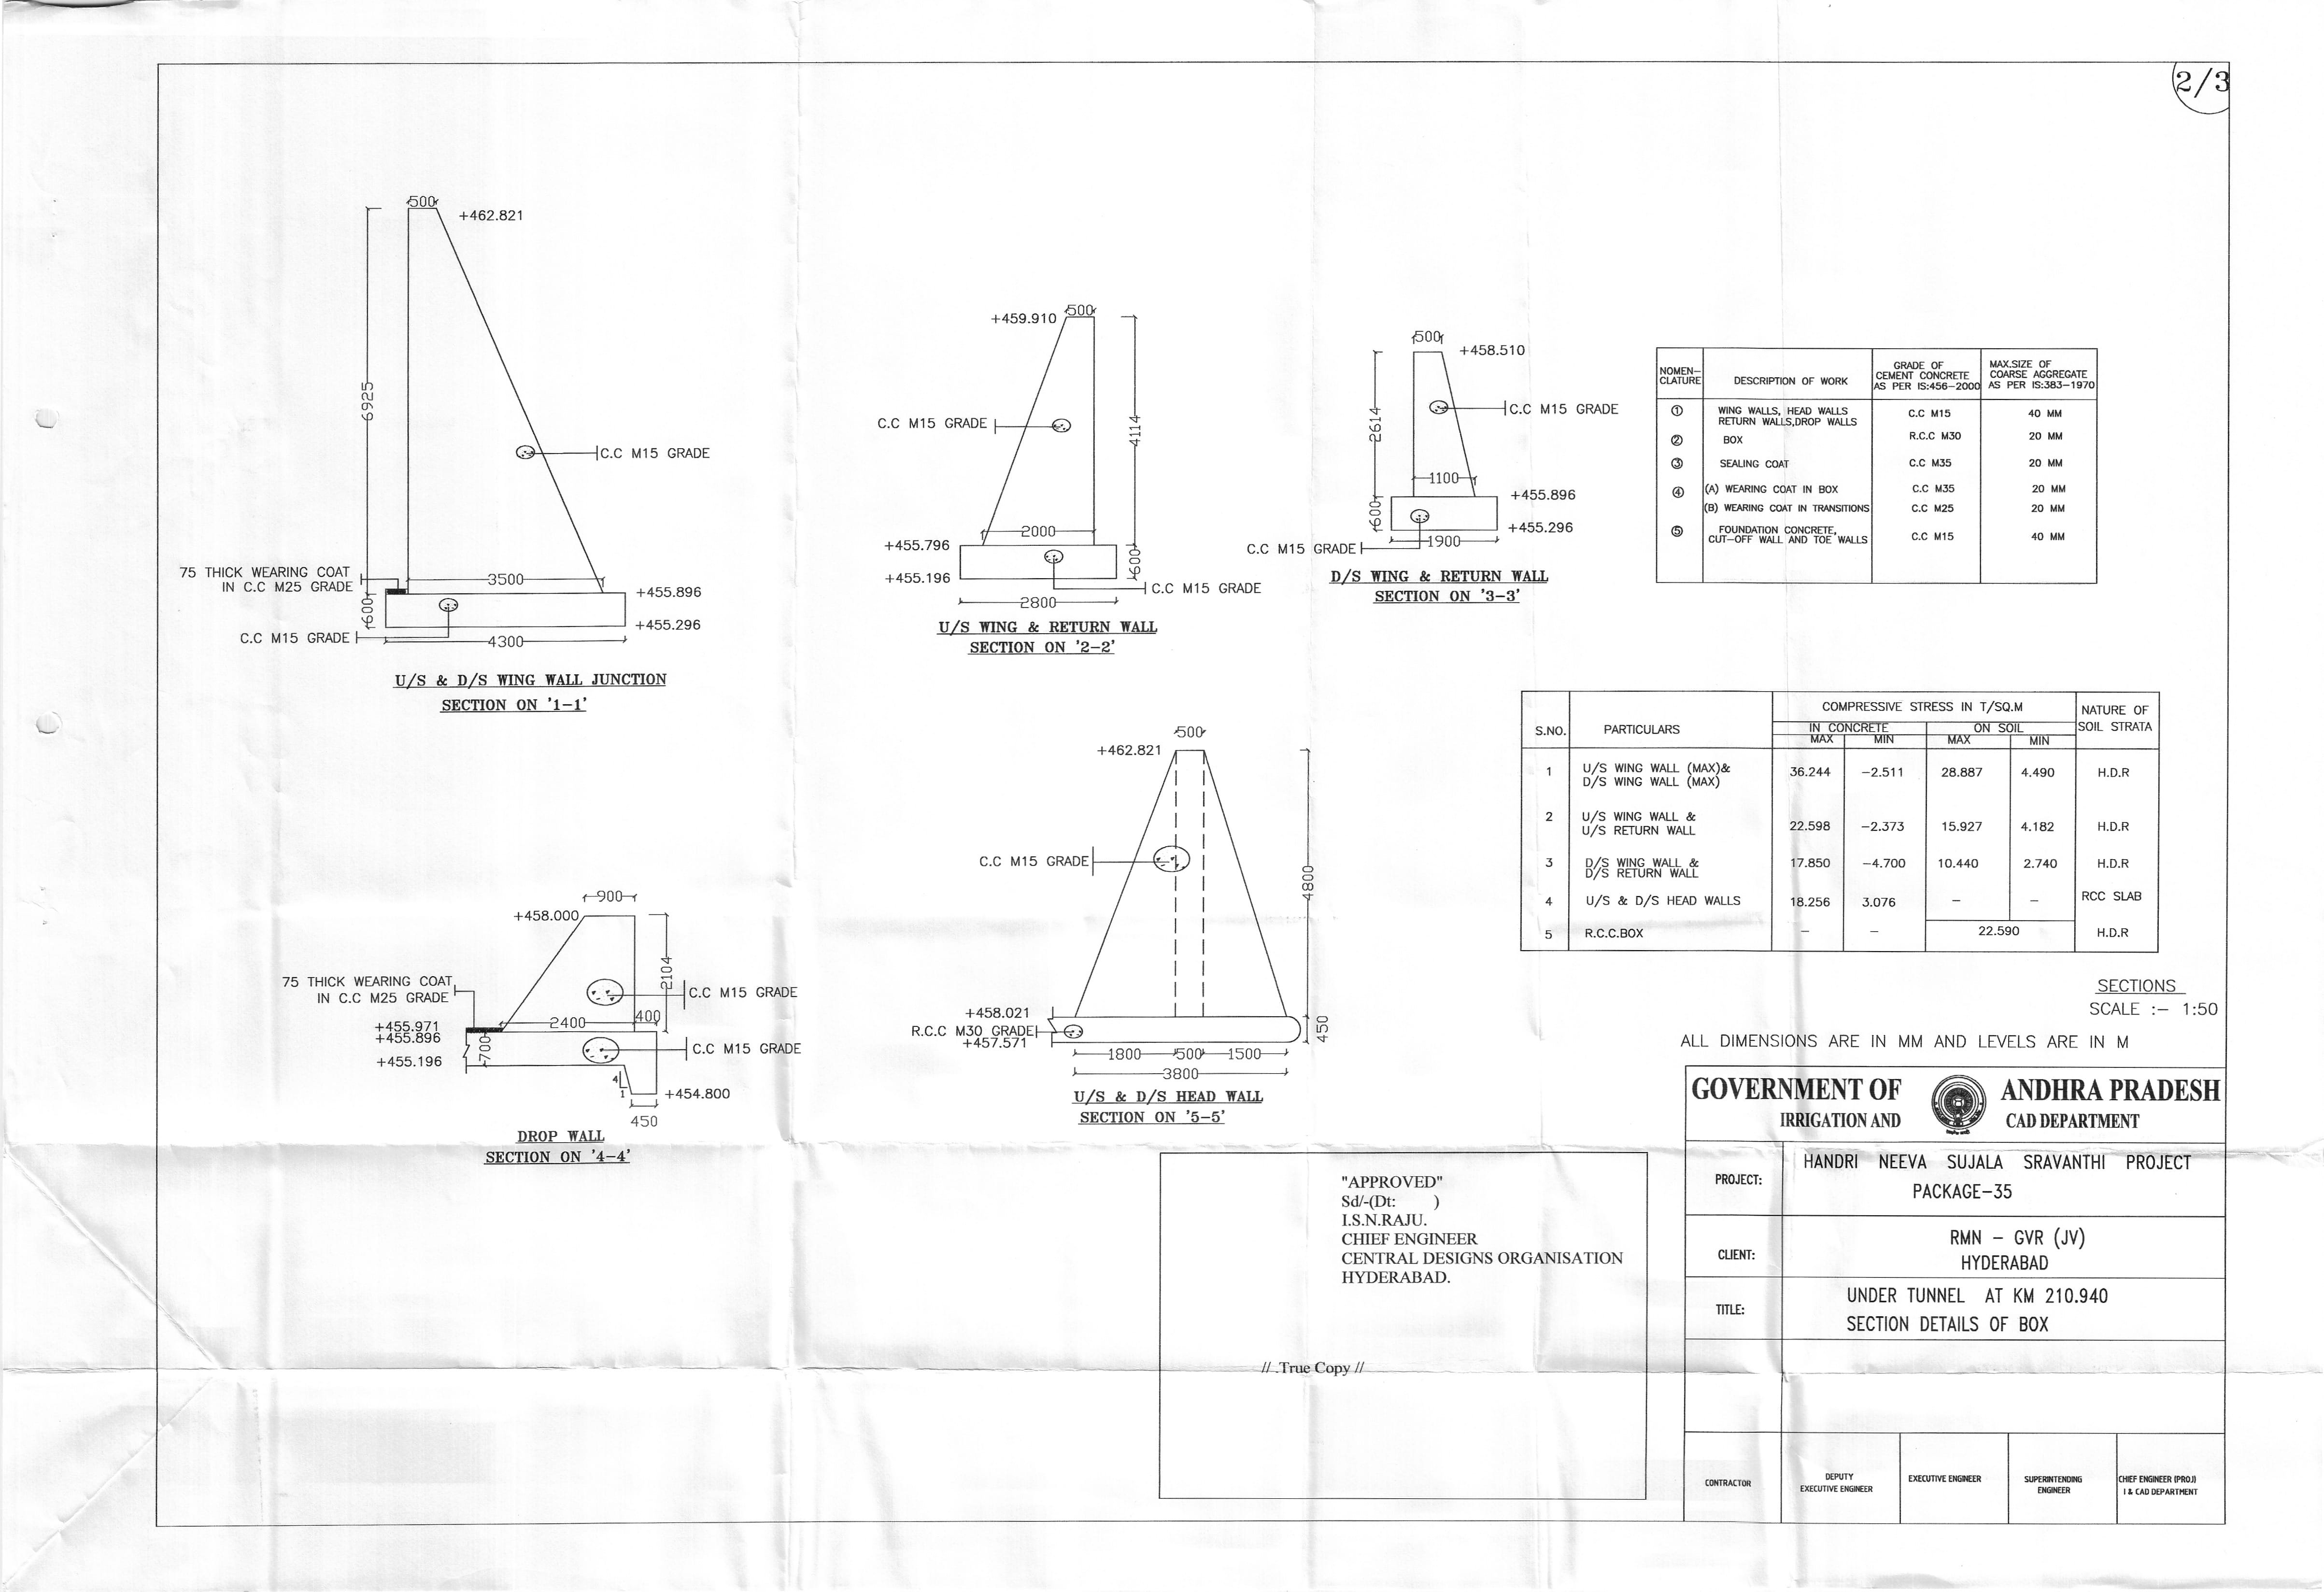 2/3
500
+462.821
6925
C.C M15 GRADE
75 THICK WEARING COAT
IN C.C M25 GRADE
3500
+455.896
600
+455.296
C.C M15 GRADE
4300
U/S & D/S WING WALL JUNCTION
SECTION ON '1-1'
500
+459.910
C.C M15 GRADE
4114
2000
+455.796
600
+455.196
C.C M15 GRADE
2800
U/S WING & RETURN WALL
SECTION ON '2-2'
500
+458.510
2614
C.C M15 GRADE
1100
+455.896
600
+455.296
1900
C.C M15 GRADE
D/S WING & RETURN WALL
SECTION ON '3-3'
NOMEN-
CLATURE
DESCRIPTION OF WORK
GRADE OF
CEMENT CONCRETE
AS PER IS:456-2000
MAX.SIZE OF
COARSE AGGREGATE
AS PER IS:383-1970
1 WING WALLS, HEAD WALLS C.C M15 40 MM
RETURN WALLS,DROP WALLS
2 BOX R.C.C M30 20 MM
3 SEALING COAT C.C M35 20 MM
4 (A) WEARING COAT IN BOX C.C M35 20 MM
(B) WEARING COAT IN TRANSITIONS C.C M25 20 MM
5 FOUNDATION CONCRETE, C.C M15 40 MM
CUT-OFF WALL AND TOE WALLS
S.NO.
PARTICULARS
COMPRESSIVE STRESS IN T/SQ.M
IN CONCRETE ON SOIL
MAX MIN MAX MIN
NATURE OF
SOIL STRATA
1 U/S WING WALL (MAX)& 36.244 -2.511 28.887 4.490 H.D.R
D/S WING WALL (MAX)
2 U/S WING WALL & 22.598 -2.373 15.927 4.182 H.D.R
U/S RETURN WALL
3 D/S WING WALL & 17.850 -4.700 10.440 2.740 H.D.R
D/S RETURN WALL
4 U/S & D/S HEAD WALLS 18.256 3.076 - - RCC SLAB
5 R.C.C.BOX - - 22.590 H.D.R
900
+458.000
2104
C.C M15 GRADE
75 THICK WEARING COAT
IN C.C M25 GRADE
2400
400
+455.971
+455.896
700
C.C M15 GRADE
+455.196
4
1
+454.800
450
DROP WALL
SECTION ON '4-4'
500
+462.821
C.C M15 GRADE
4800
+458.021
R.C.C M30 GRADE
+457.571
450
1800 500 1500
3800
U/S & D/S HEAD WALL
SECTION ON '5-5'
SECTIONS
SCALE :- 1:50
ALL DIMENSIONS ARE IN MM AND LEVELS ARE IN M
"APPROVED"
Sd/-(Dt: )
I.S.N.RAJU.
CHIEF ENGINEER
CENTRAL DESIGNS ORGANISATION
HYDERABAD.
// .True Copy //
GOVERNMENT OF ANDHRA PRADESH
IRRIGATION AND CAD DEPARTMENT
PROJECT: HANDRI NEEVA SUJALA SRAVANTHI PROJECT
PACKAGE-35
CLIENT: RMN - GVR (JV)
HYDERABAD
TITLE: UNDER TUNNEL AT KM 210.940
SECTION DETAILS OF BOX
CONTRACTOR
DEPUTY
EXECUTIVE ENGINEER
EXECUTIVE ENGINEER
SUPERINTENDING
ENGINEER
CHIEF ENGINEER (PROJ)
I & CAD DEPARTMENT